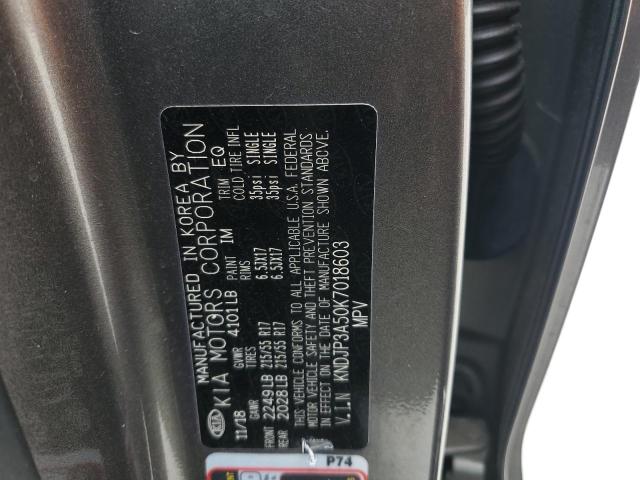 MANUFACTURED IN KOREA BY
KIA KIA MOTORS CORPORATION
11/18 GVWR 4101LB PAINT IM TRIM EQ
GAWR TIRES RIMS COLD TIRE INFL
FRONT 2249LB 215/55 R17 6.5JX17 35psi SINGLE
REAR 2028LB 215/55 R17 6.5JX17 35psi SINGLE
THIS VEHICLE CONFORMS TO ALL APPLICABLE U.S.A. FEDERAL
MOTOR VEHICLE SAFETY AND THEFT PREVENTION STANDARDS
IN EFFECT ON THE DATE OF MANUFACTURE SHOWN ABOVE.
V.I.N KNDJP3A50K7018603
MPV
P74